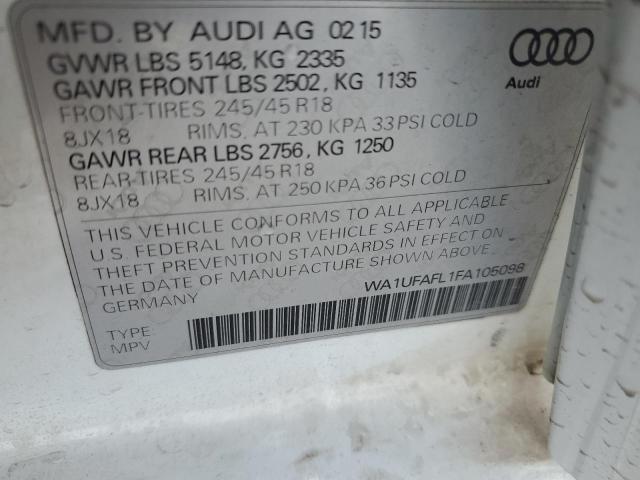 MFD. BY AUDI AG 02 15
GVWR LBS 5148, KG 2335
GAWR FRONT LBS 2502, KG 1135
FRONT-TIRES 245/45 R18
8JX18 RIMS. AT 230 KPA 33 PSI COLD
GAWR REAR LBS 2756, KG 1250
REAR-TIRES 245/45 R18
8JX18 RIMS. AT 250 KPA 36 PSI COLD
Audi
THIS VEHICLE CONFORMS TO ALL APPLICABLE
U.S. FEDERAL MOTOR VEHICLE SAFETY AND
THEFT PREVENTION STANDARDS IN EFFECT ON
THE DATE OF MANUFACTURE SHOWN ABOVE.
GERMANY
WA1UFAFL1FA105098
TYPE:
MPV